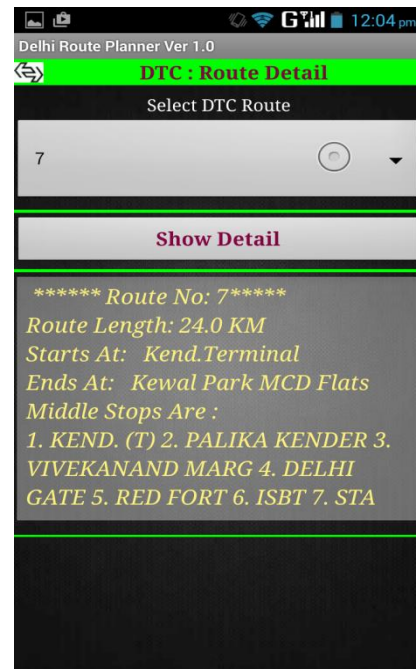 G 12:04 pm
Delhi Route Planner Ver 1.0
DTC : Route Detail
Select DTC Route
7
Show Detail
****** Route No: 7*****
Route Length: 24.0 KM
Starts At: Kend.Terminal
Ends At: Kewal Park MCD Flats
Middle Stops Are :
1. KEND. (T) 2. PALIKA KENDER 3.
VIVEKANAND MARG 4. DELHI
GATE 5. RED FORT 6. ISBT 7. STA